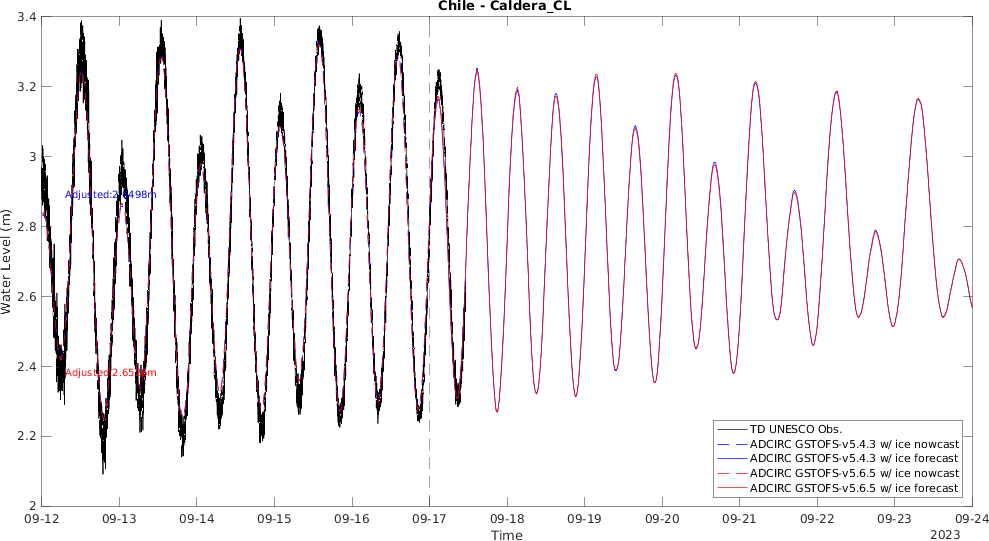 Chile - Caldera_CL
Water Level (m)
3.4
3.2
3
2.8
2.6
2.4
2.2
2
Adjusted:
Adjusted:
TD UNESCO Obs.
ADCIRC GSTOFS-v5.4.3 w/ ice nowcast
ADCIRC GSTOFS-v5.4.3 w/ ice forecast
ADCIRC GSTOFS-v5.6.5 w/ ice nowcast
ADCIRC GSTOFS-v5.6.5 w/ ice forecast
09-12 09-13 09-14 09-15 09-16 09-17 09-18 09-19 09-20 09-21 09-22 09-23 09-24
Time
2023